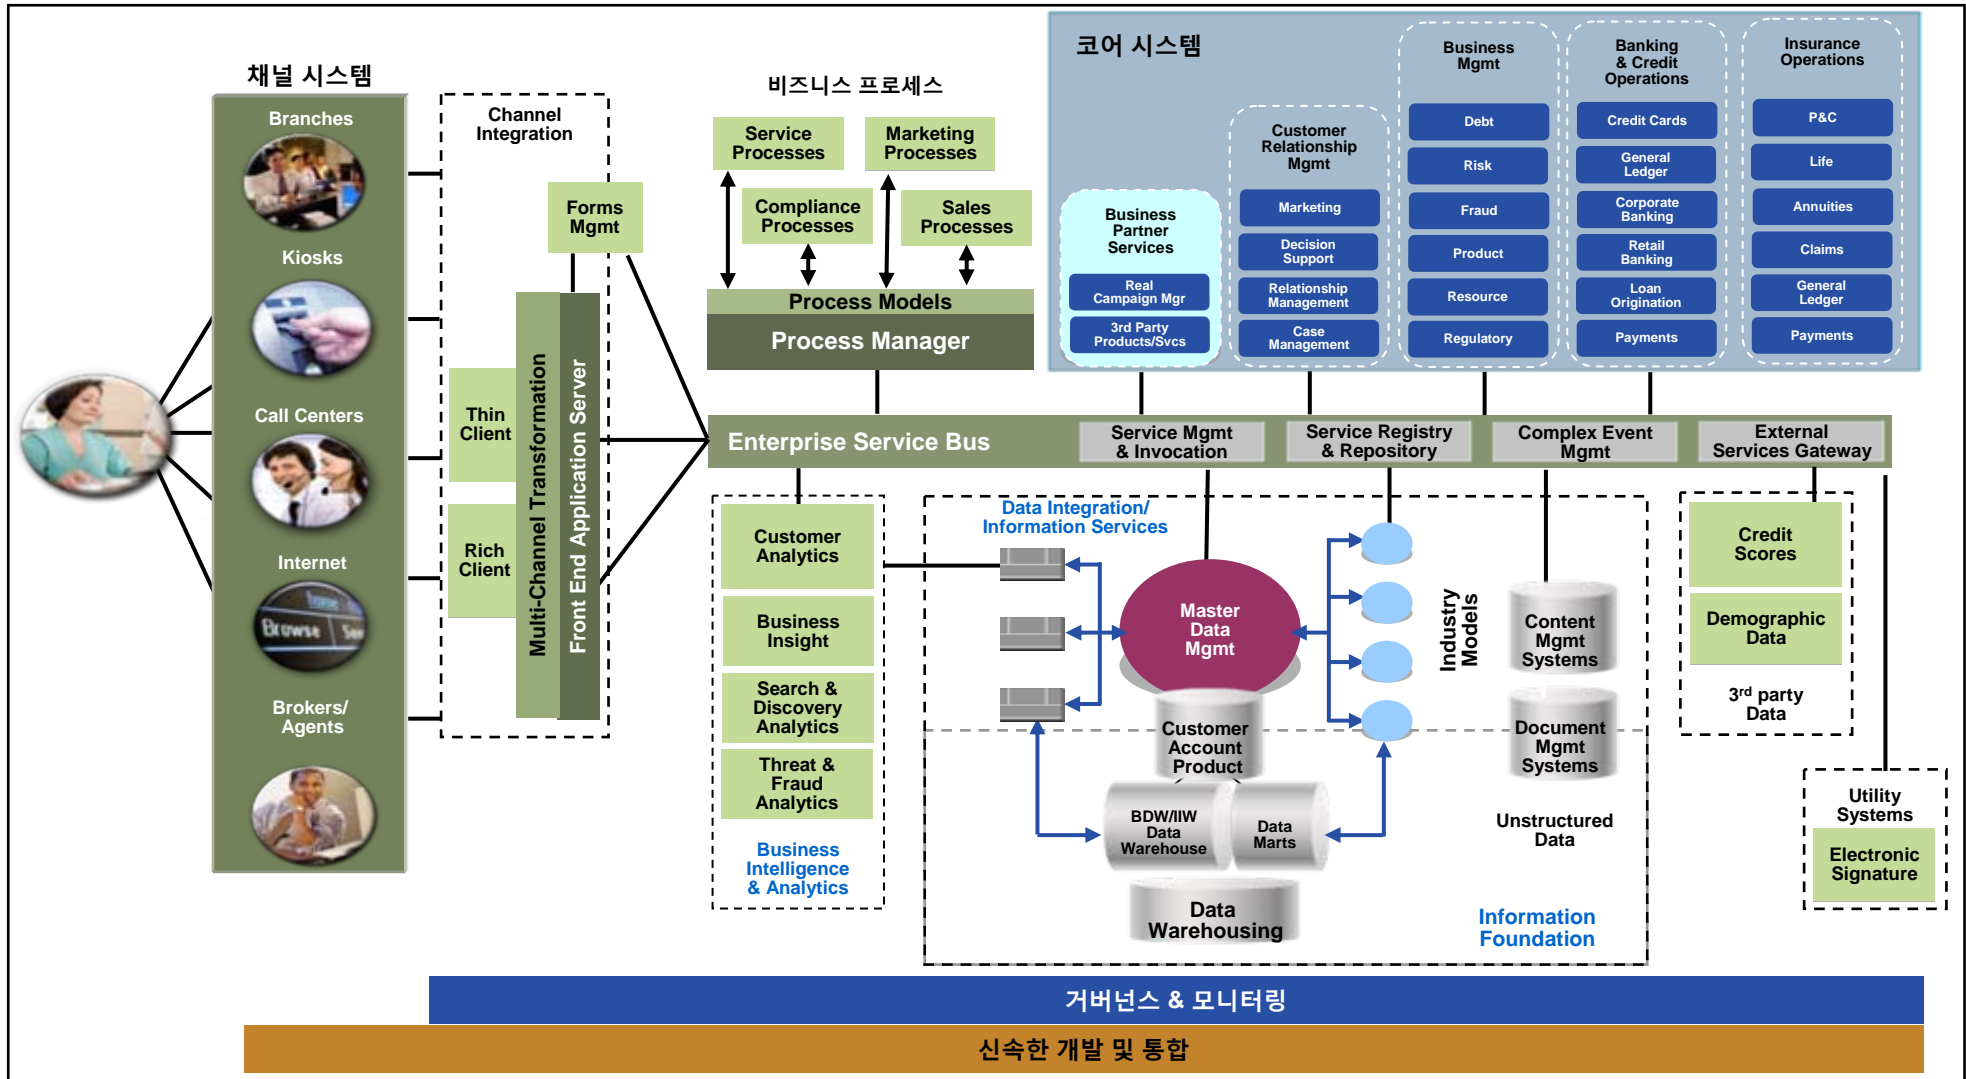 채널 시스템
Branches
Kiosks
Call Centers
Internet
Browse
Brokers/
Agents
Channel
Integration
Forms
Mgmt
Thin
Client
Rich
Client
Multi-Channel Transformation
Front End Application Server
비즈니스 프로세스
Service
Processes
Marketing
Processes
Compliance
Processes
Sales
Processes
Process Models
Process Manager
코어 시스템
Business
Partner
Services
Real
Campaign Mgr
3rd Party
Products/Svcs
Customer
Relationship
Mgmt
Marketing
Decision
Support
Relationship
Management
Case
Management
Business
Mgmt
Debt
Risk
Fraud
Product
Resource
Regulatory
Banking
& Credit
Operations
Credit Cards
General
Ledger
Corporate
Banking
Retail
Banking
Loan
Origination
Payments
Insurance
Operations
P&C
Life
Annuities
Claims
General
Ledger
Payments
Enterprise Service Bus
Service Mgmt
& Invocation
Service Registry
& Repository
Complex Event
Mgmt
External
Services Gateway
Customer
Analytics
Business
Insight
Search &
Discovery
Analytics
Threat &
Fraud
Analytics
Business
Intelligence
& Analytics
Data Integration/
Information Services
Master
Data
Mgmt
Customer
Account
Product
BDW/IIW
Data
Warehouse
Data
Marts
Data
Warehousing
Industry
Models
Content
Mgmt
Systems
Document
Mgmt
Systems
Unstructured
Data
Information
Foundation
Credit
Scores
Demographic
Data
3rd party
Data
Utility
Systems
Electronic
Signature
거버넌스 & 모니터링
신속한 개발 및 통합